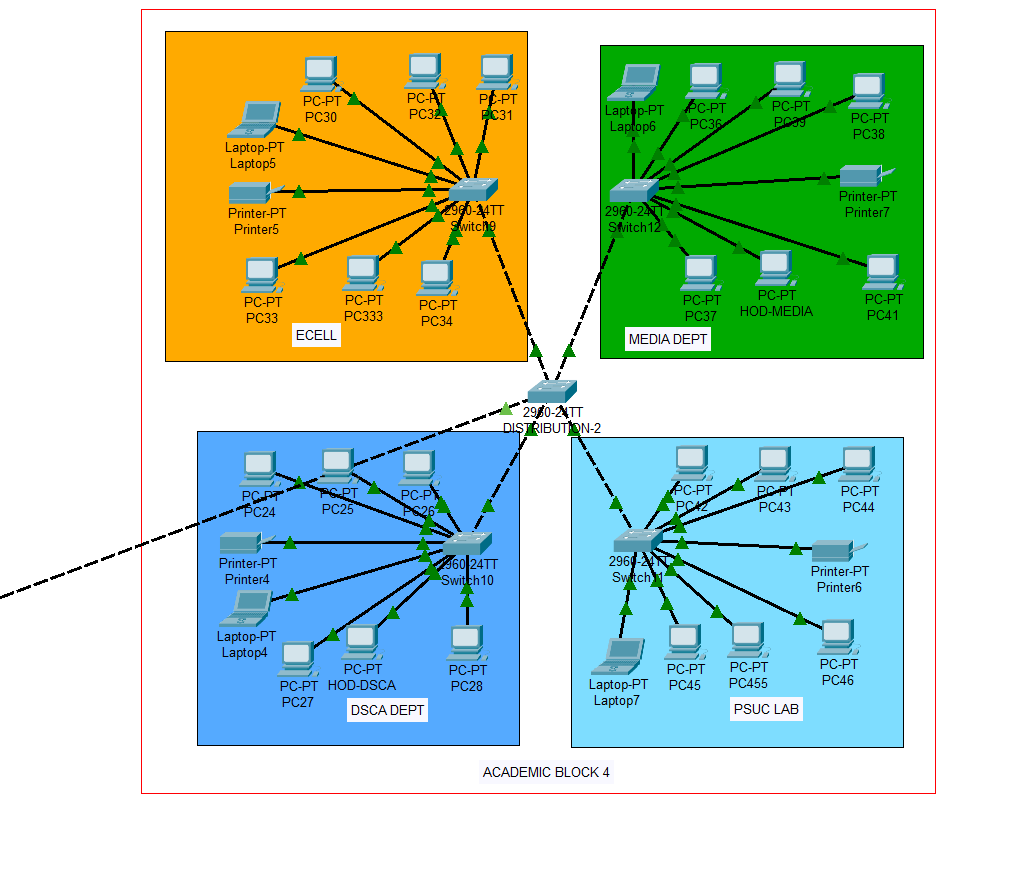 PC-PT
PC30
PC-PT
PC32
PC-PT
PC31
Laptop-PT
Laptop5
Printer-PT
Printer5
2960-24TT
Switch9
PC-PT
PC33
PC-PT
PC333
PC-PT
PC34
ECELL
Laptop-PT
Laptop6
PC-PT
PC36
PC-PT
PC39
PC-PT
PC38
Printer-PT
Printer7
2960-24TT
Switch12
PC-PT
PC37
PC-PT
HOD-MEDIA
PC-PT
PC41
MEDIA DEPT
2960-24TT
DISTRIBUTION-2
PC-PT
PC24
PC-PT
PC25
PC-PT
PC26
Printer-PT
Printer4
2960-24TT
Switch10
Laptop-PT
Laptop4
PC-PT
PC27
PC-PT
HOD-DSCA
PC-PT
PC28
DSCA DEPT
PC-PT
PC42
PC-PT
PC43
PC-PT
PC44
2960-24TT
Switch11
Printer-PT
Printer6
Laptop-PT
Laptop7
PC-PT
PC45
PC-PT
PC455
PC-PT
PC46
PSUC LAB
ACADEMIC BLOCK 4